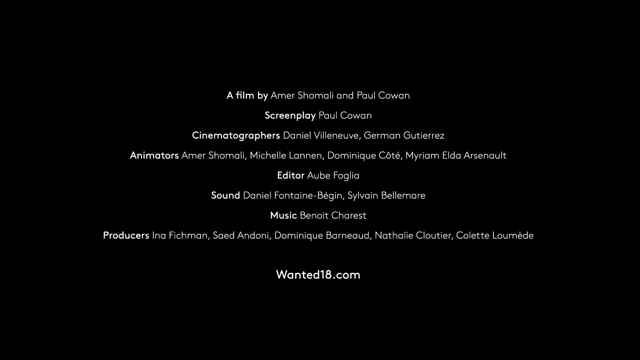 A film by Amer Shomali and Paul Cowan
Screenplay Paul Cowan
Cinematographers Daniel Villeneuve, German Gutierrez
Animators Amer Shomali, Michelle Lannen, Dominique Côté, Myriam Elda Arsenault
Editor Aube Foglia
Sound Daniel Fontaine-Bégin, Sylvain Bellemare
Music Benoit Charest
Producers Ina Fichman, Saed Andoni, Dominique Barneaud, Nathalie Cloutier, Colette Loumède
Wanted18.com